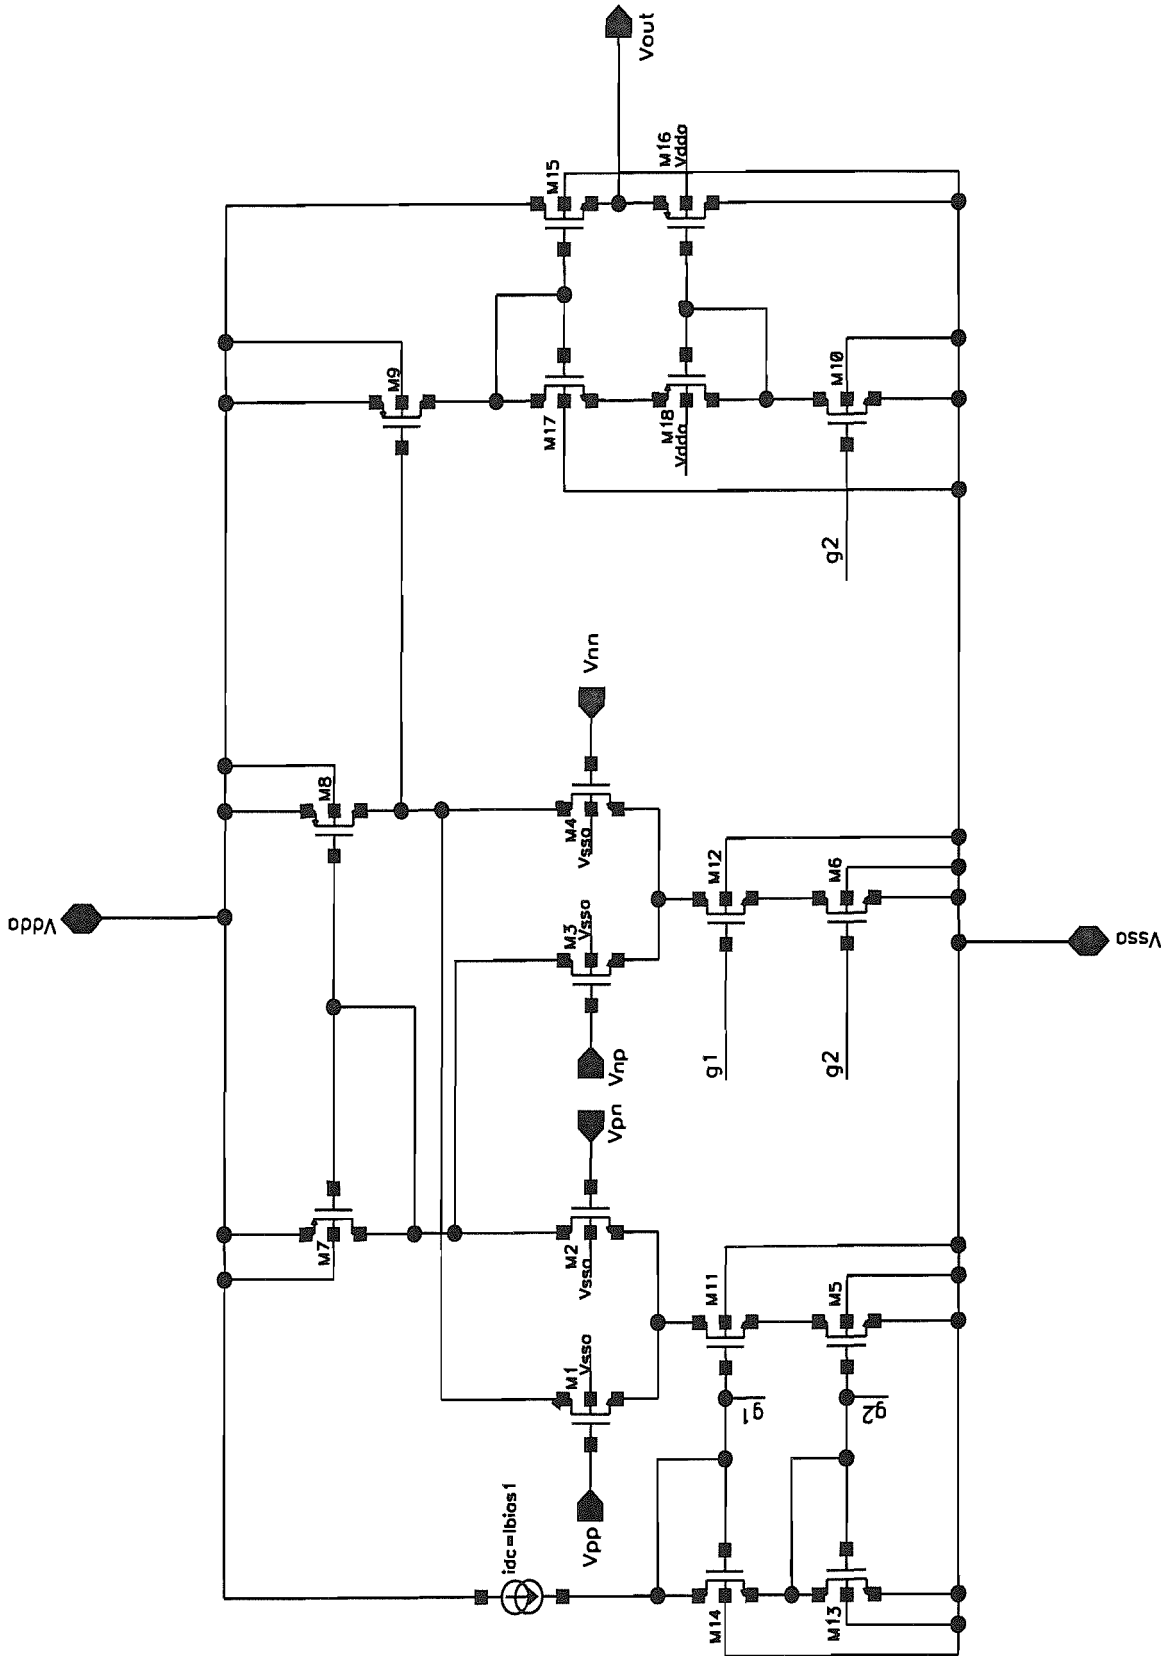 Vout
M15
M16
Vdda
M9
M17
M18
Vdda
M10
g2
Vnn
M8
M4
Vssa
M12
M6
Vdda
M3
Vssa
Vssa
g1
g2
Vnp
Vpn
M7
M2
Vssa
M11
M5
M1
Vssa
g1
g2
idc=Ibias1
Vpp
M14
M13